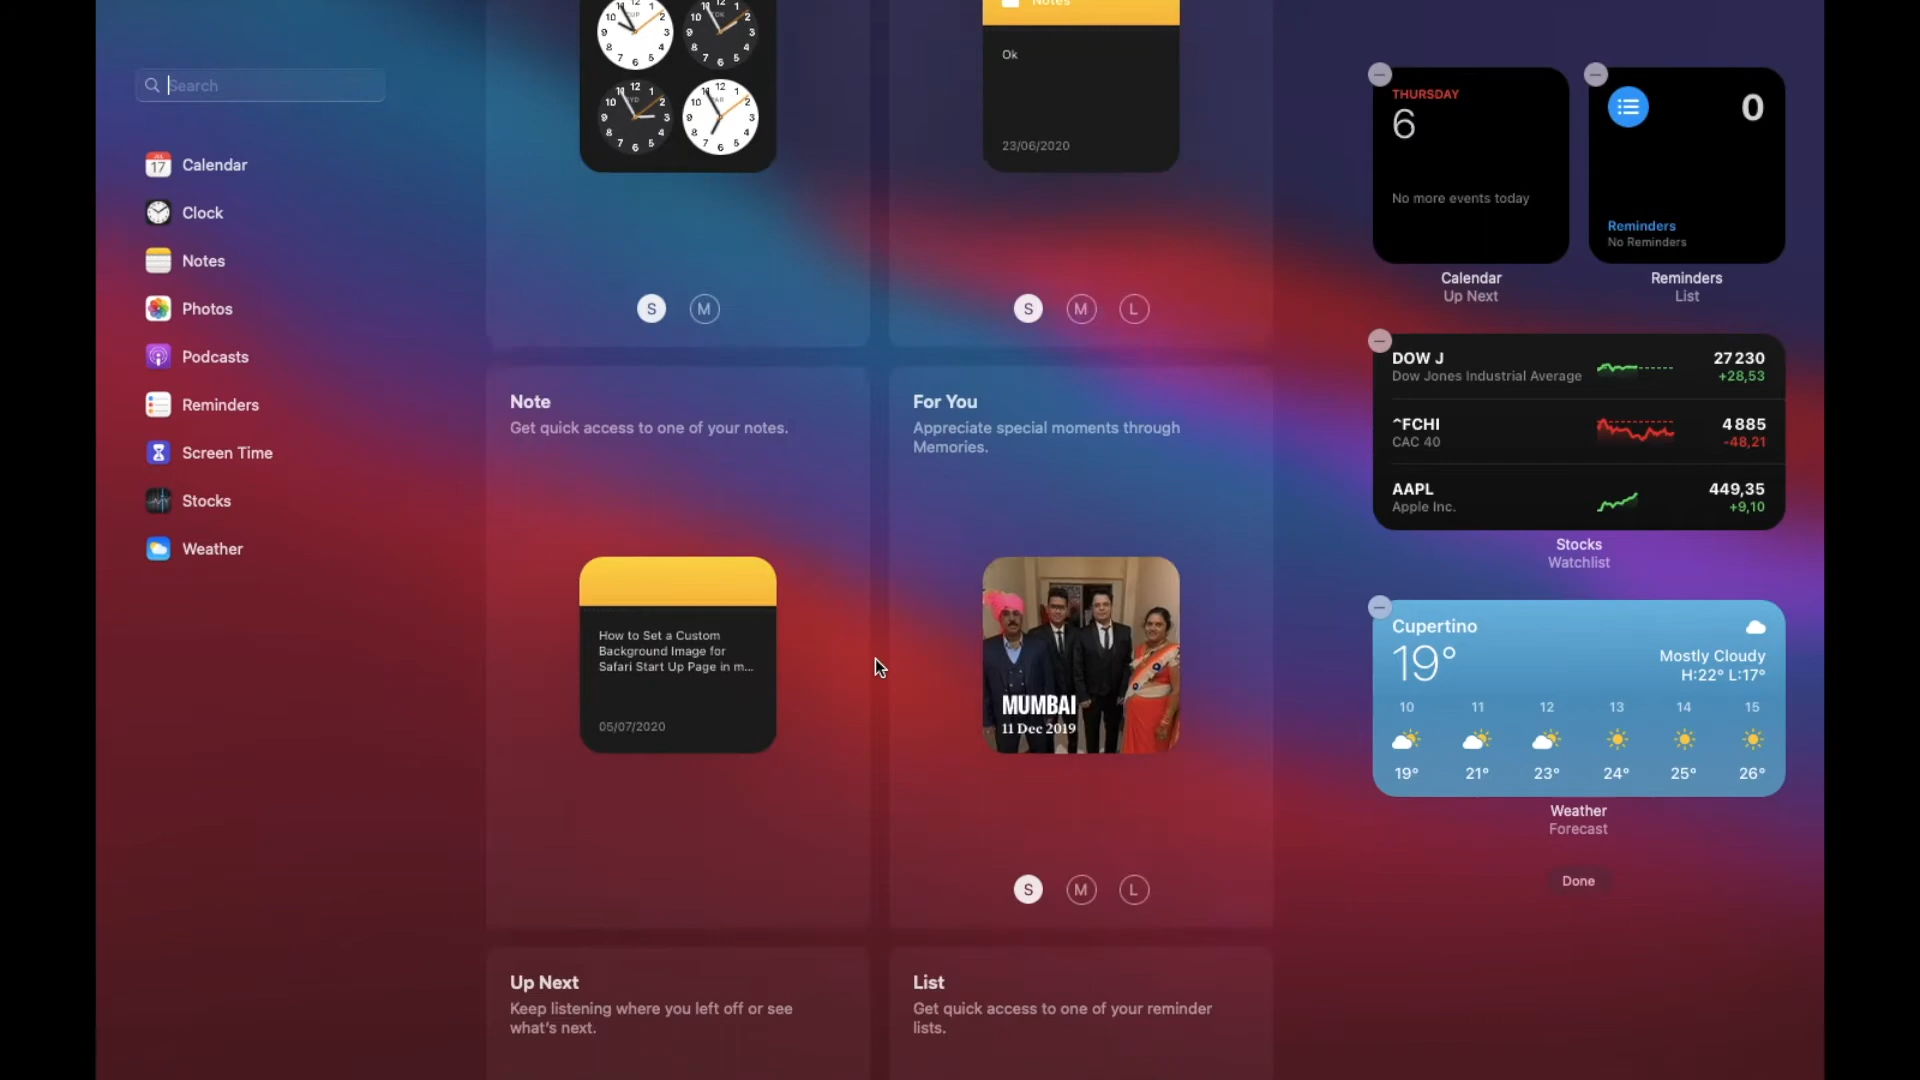 Search
Calendar
Clock
Notes
Photos
Podcasts
Reminders
Screen Time
Stocks
Weather
S
M
Notes
Ok
23/06/2020
S
M
L
Note
Get quick access to one of your notes.
How to Set a Custom
Background Image for
Safari Start Up Page in m...
05/07/2020
For You
Appreciate special moments through
Memories.
MUMBAI
11 Dec 2019
S
M
L
Up Next
Keep listening where you left off or see
what's next.
List
Get quick access to one of your reminder
lists.
THURSDAY
6
No more events today
Calendar
Up Next
0
Reminders
No Reminders
Reminders
List
DOW J 27 230
Dow Jones Industrial Average +28,53
^FCHI 4 885
CAC 40 -48,21
AAPL 449,35
Apple Inc. +9,10
Stocks
Watchlist
Cupertino
19°
Mostly Cloudy
H:22° L:17°
10 11 12 13 14 15
19° 21° 23° 24° 25° 26°
Weather
Forecast
Done